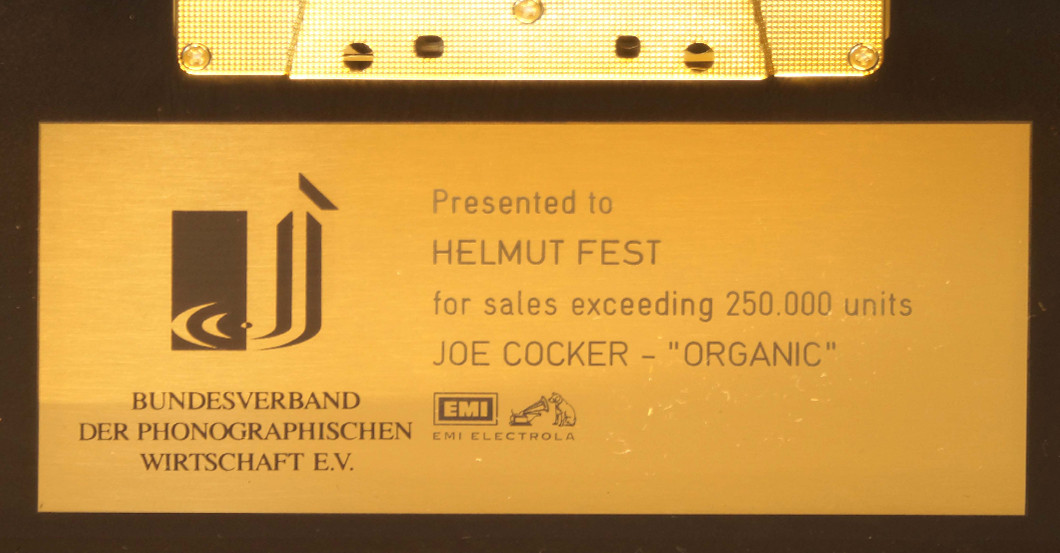 Presented to
HELMUT FEST
for sales exceeding 250.000 units
JOE COCKER - "ORGANIC"
EMI
EMI ELECTROLA
BUNDESVERBAND
DER PHONOGRAPHISCHEN
WIRTSCHAFT E.V.